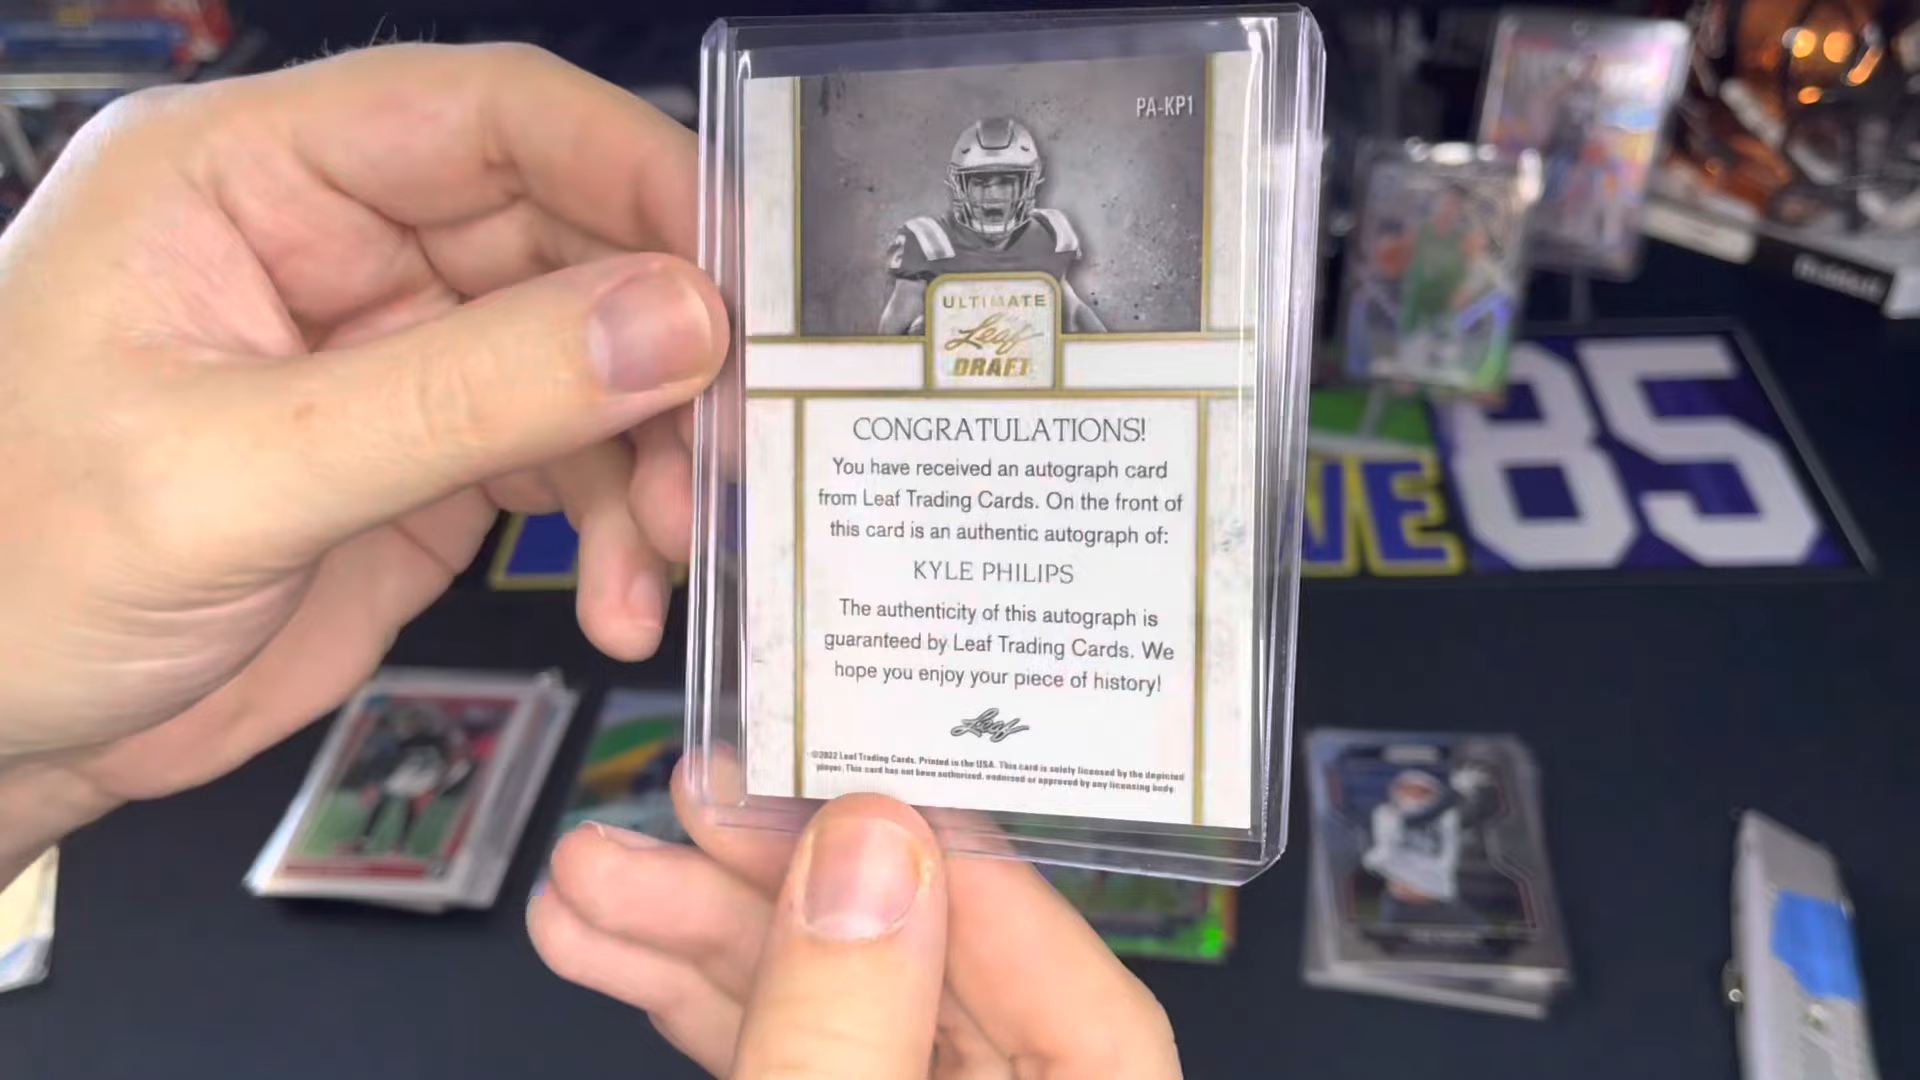 PA-KP1
2
ULTIMATE
Leaf
DRAFT
CONGRATULATIONS!
You have received an autograph card
from Leaf Trading Cards. On the front of
this card is an authentic autograph of:
KYLE PHILIPS
The authenticity of this autograph is
guaranteed by Leaf Trading Cards. We
hope you enjoy your piece of history!
Leaf
©2022 Leaf Trading Cards. Printed in the USA. This card is solely licensed by the depicted
player. This card has not been authorized, endorsed or approved by any licensing body.
VE
85